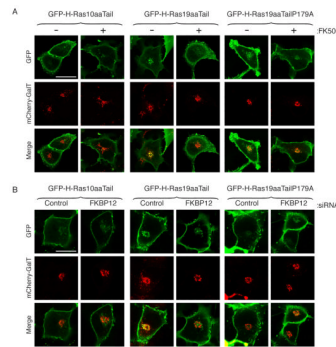 A
GFP-H-Ras10aaTail GFP-H-Ras19aaTail GFP-H-Ras19aaTailP179A
– + – + – + :FK50
GFP
mCherry-GalT
Merge
B
GFP-H-Ras10aaTail GFP-H-Ras19aaTail GFP-H-Ras19aaTailP179A
Control FKBP12 Control FKBP12 Control FKBP12 :siRNA
GFP
mCherry-GalT
Merge